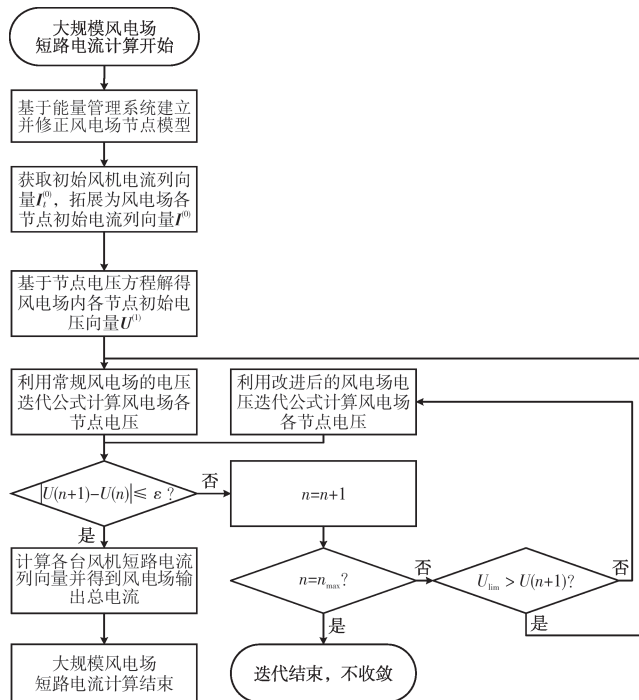 大规模风电场
短路电流计算开始
基于能量管理系统建立
并修正风电场节点模型
获取初始风机电流列向
量I_t^(0)，拓展为风电场各
节点初始电流列向量I^(0)
基于节点电压方程解得
风电场内各节点初始电
压向量U^(1)
利用常规风电场的电压
迭代公式计算风电场各
节点电压
利用改进后的风电场电
压迭代公式计算风电场
各节点电压
|U(n+1)−U(n)|≤ ε ?
否
n=n+1
是
计算各台风机短路电流
列向量并得到风电场输
出总电流
n=n_max?
否
U_lim > U(n+1)?
否
是
是
大规模风电场
短路电流计算结束
迭代结束，不收敛